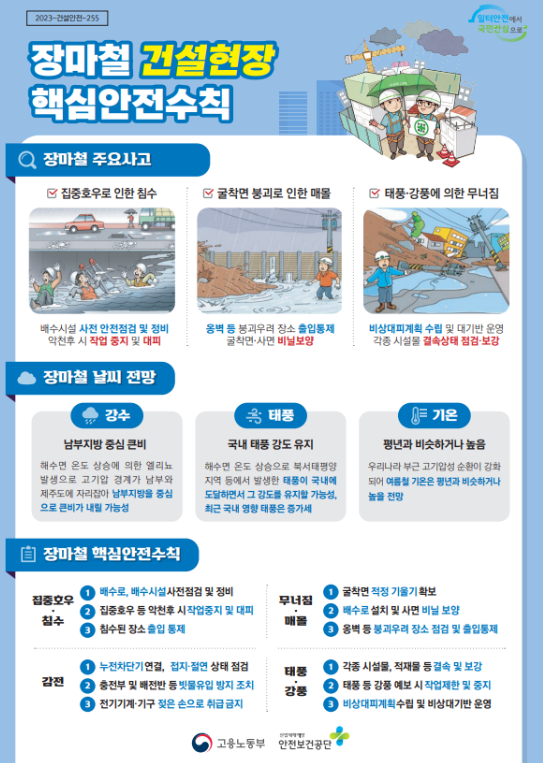 2023-건설안전-255
일터안전에서
국민안심으로
장마철 건설현장
핵심안전수칙
장마철 주요사고
집중호우로 인한 침수
배수시설 사전 안전점검 및 정비
악천후 시 작업 중지 및 대피
굴착면 붕괴로 인한 매몰
옹벽 등 붕괴우려 장소 출입통제
굴착면·사면 비닐보양
태풍·강풍에 의한 무너짐
비상대피계획 수립 및 대기반 운영
각종 시설물 결속상태 점검·보강
장마철 날씨 전망
강수
남부지방 중심 큰비
해수면 온도 상승에 의한 엘리뇨
발생으로 고기압 경계가 남부와
제주도에 자리잡아 남부지방을 중심
으로 큰비가 내릴 가능성
태풍
국내 태풍 강도 유지
해수면 온도 상승으로 북서태평양
지역 등에서 발생한 태풍이 국내에
도달하면서 그 강도를 유지할 가능성,
최근 국내 영향 태풍은 증가세
기온
평년과 비슷하거나 높음
우리나라 부근 고기압성 순환이 강화
되어 여름철 기온은 평년과 비슷하거나
높을 전망
장마철 핵심안전수칙
집중호우
·
침수
1 배수로, 배수시설 사전점검 및 정비
2 집중호우 등 악천후 시 작업중지 및 대피
3 침수된 장소 출입 통제
무너짐
·
매몰
1 굴착면 적정 기울기 확보
2 배수로 설치 및 사면 비닐 보양
3 옹벽 등 붕괴우려 장소 점검 및 출입통제
감전
1 누전차단기 연결, 접지·절연 상태 점검
2 충전부 및 배전반 등 빗물유입 방지 조치
3 전기기계·기구 젖은 손으로 취급 금지
태풍
·
강풍
1 각종 시설물, 적재물 등 결속 및 보강
2 태풍 등 강풍 예보 시 작업제한 및 중지
3 비상대피계획 수립 및 비상대기반 운영
고용노동부
산업재해예방
안전보건공단